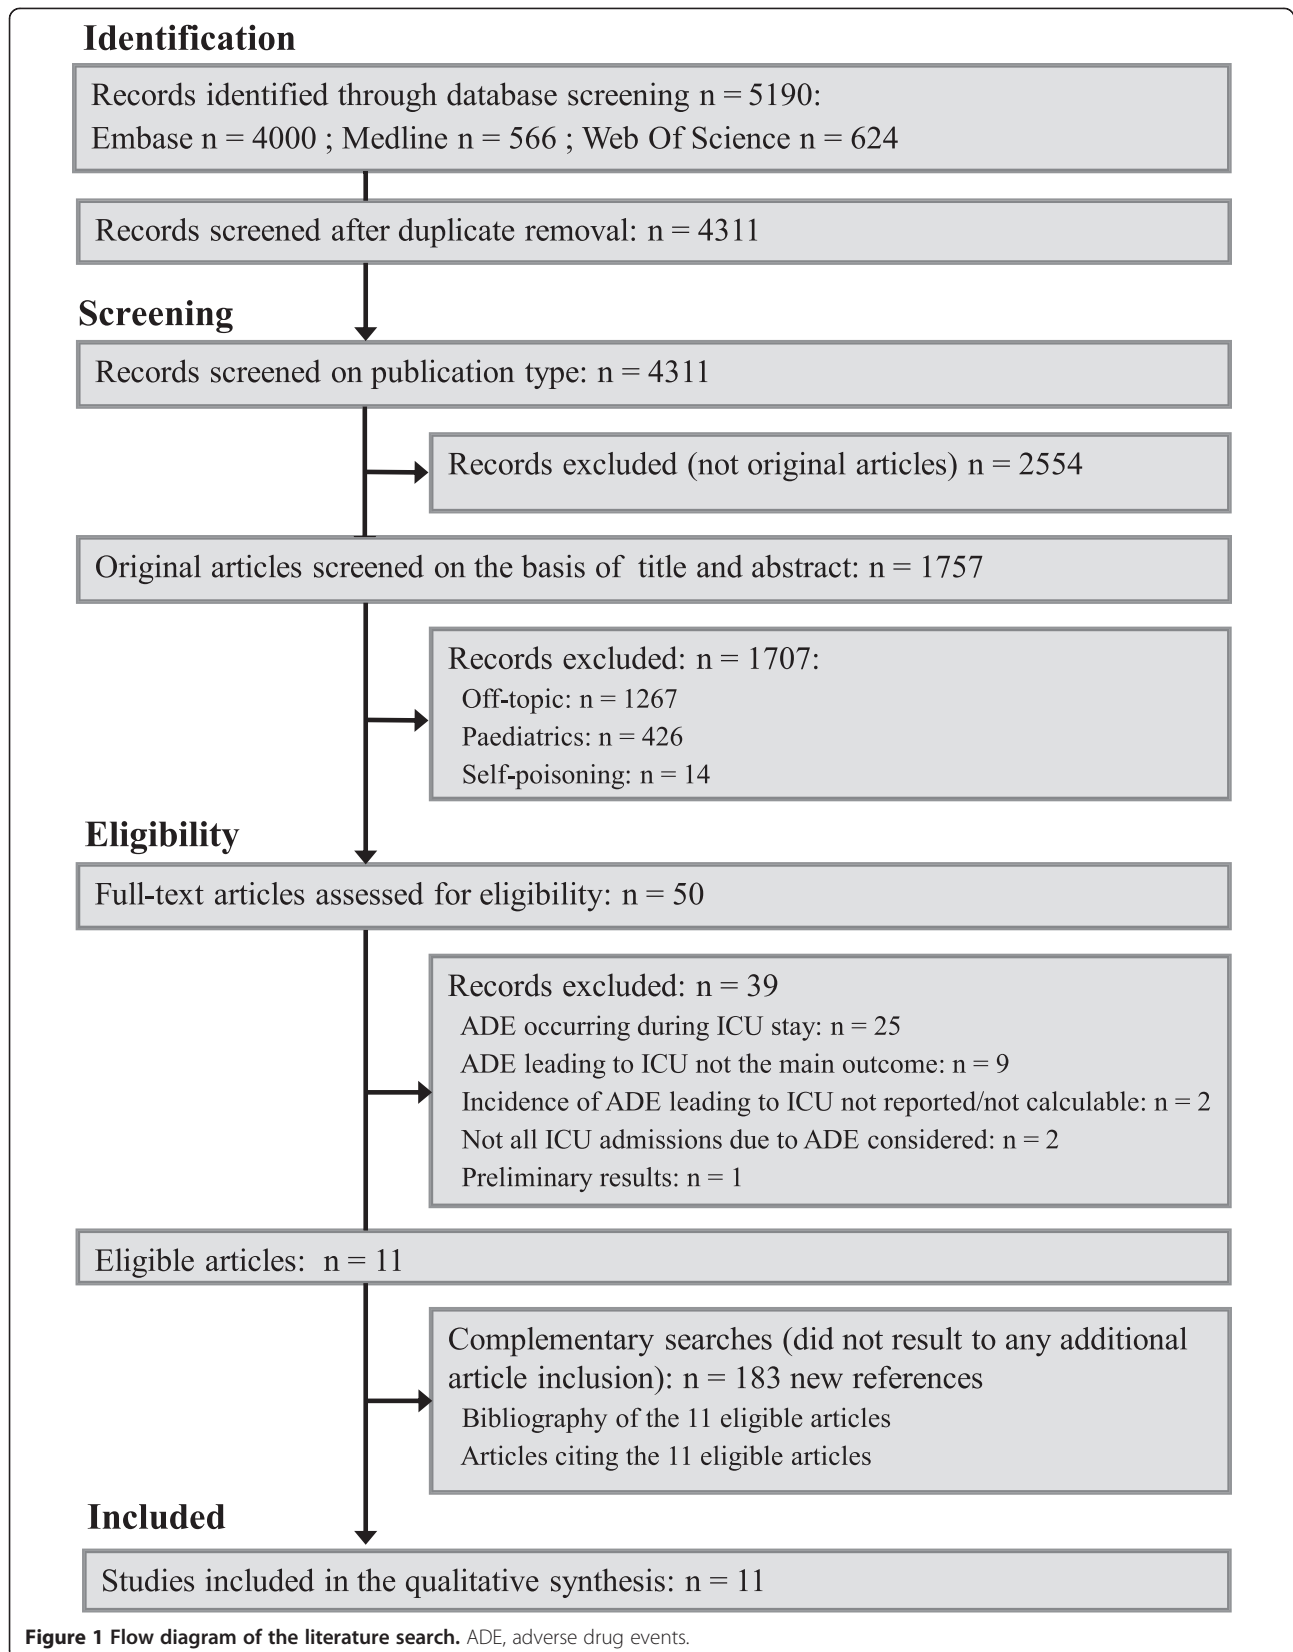 Identification
Records identified through database screening n = 5190:
Embase n = 4000 ; Medline n = 566 ; Web Of Science n = 624
Records screened after duplicate removal: n = 4311
Screening
Records screened on publication type: n = 4311
Records excluded (not original articles) n = 2554
Original articles screened on the basis of title and abstract: n = 1757
Records excluded: n = 1707:
Off-topic: n = 1267
Paediatrics: n = 426
Self-poisoning: n = 14
Eligibility
Full-text articles assessed for eligibility: n = 50
Records excluded: n = 39
ADE occurring during ICU stay: n = 25
ADE leading to ICU not the main outcome: n = 9
Incidence of ADE leading to ICU not reported/not calculable: n = 2
Not all ICU admissions due to ADE considered: n = 2
Preliminary results: n = 1
Eligible articles: n = 11
Complementary searches (did not result to any additional
article inclusion): n = 183 new references
Bibliography of the 11 eligible articles
Articles citing the 11 eligible articles
Included
Studies included in the qualitative synthesis: n = 11
Figure 1 Flow diagram of the literature search. ADE, adverse drug events.